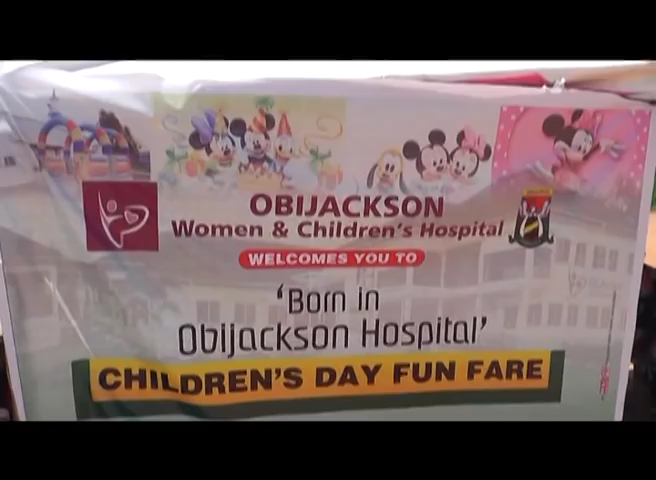 OBIJACKSON
Women & Children's Hospital
WELCOMES YOU TO
'Born in
Obijackson Hospital'
CHILDREN'S DAY FUN FARE